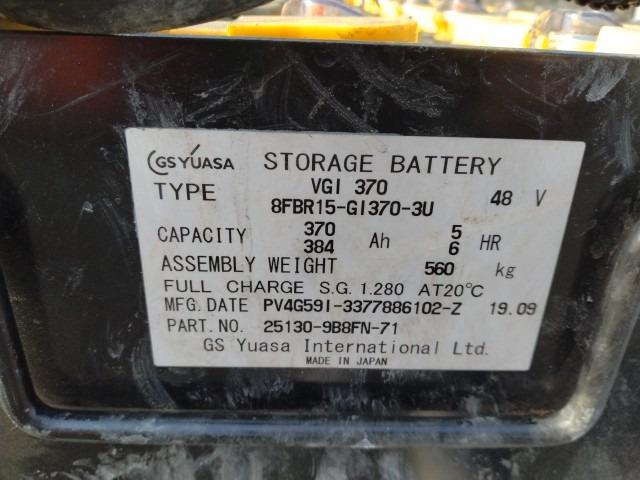 GS YUASA STORAGE BATTERY
TYPE VGI 370 48 V
8FBR15-GI370-3U
CAPACITY 370 Ah 5 HR
384 6
ASSEMBLY WEIGHT 560 kg
FULL CHARGE S.G. 1.280 AT20℃
MFG. DATE PV4G59I-3377886102-Z 19.09
PART. NO. 25130-9B8FN-71
GS Yuasa International Ltd.
MADE IN JAPAN